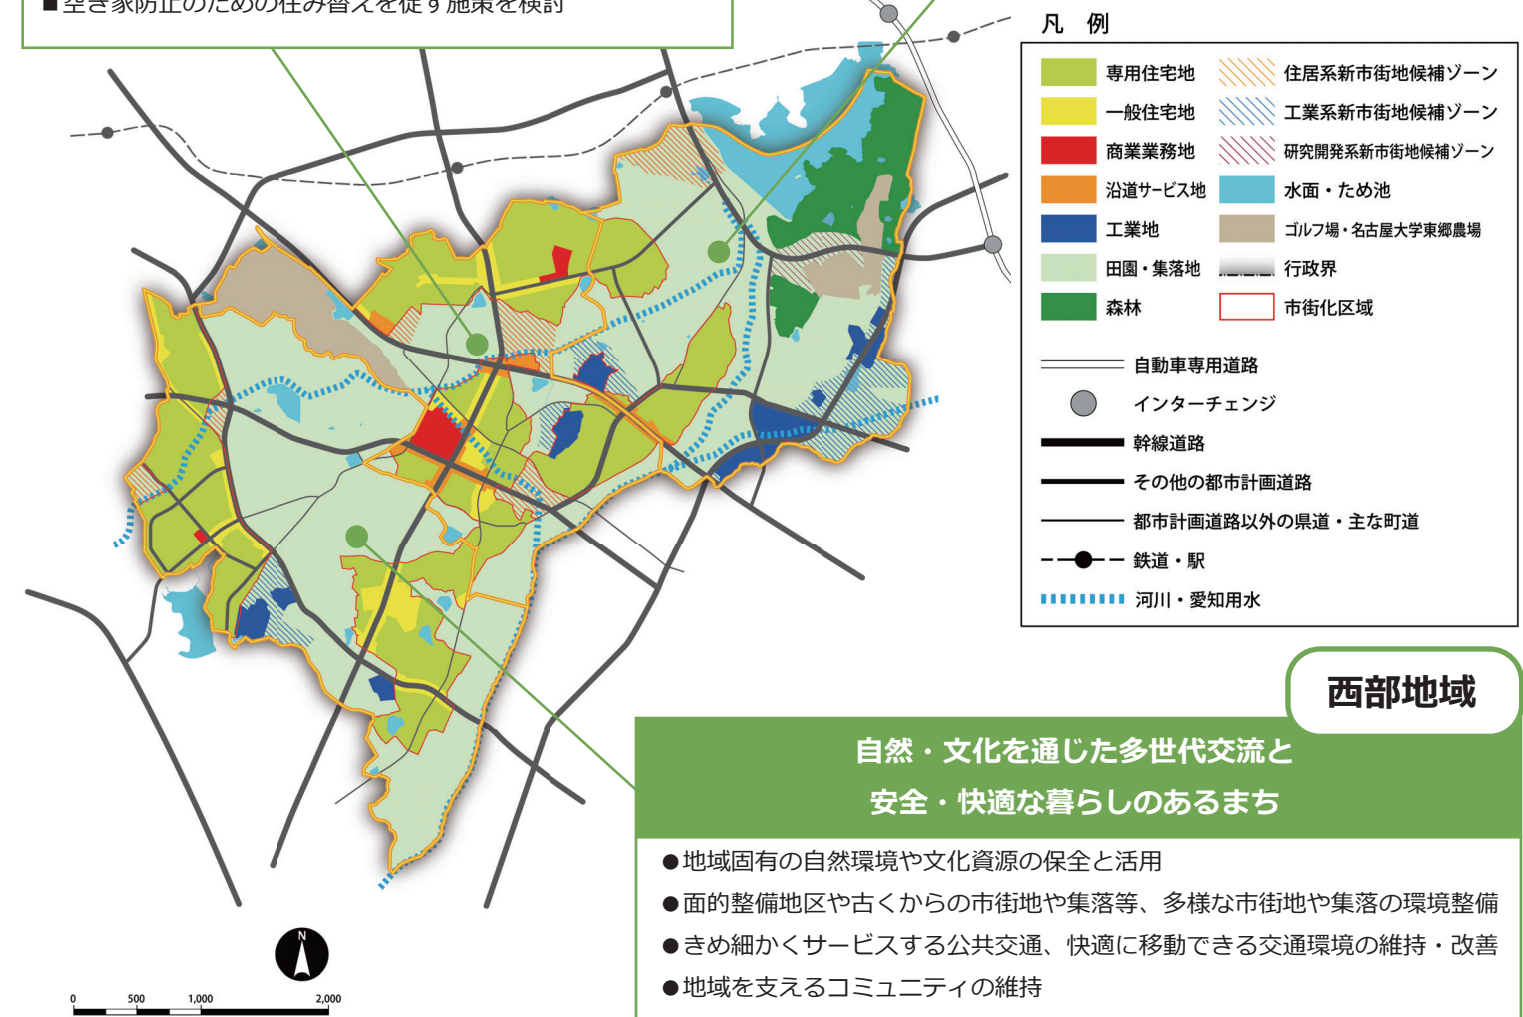 ■空き家防止のための住み替えを促す施策を検討
凡 例
専用住宅地
一般住宅地
商業業務地
沿道サービス地
工業地
田園・集落地
森林
住居系新市街地候補ゾーン
工業系新市街地候補ゾーン
研究開発系新市街地候補ゾーン
水面・ため池
ゴルフ場・名古屋大学東郷農場
行政界
市街化区域
自動車専用道路
インターチェンジ
幹線道路
その他の都市計画道路
都市計画道路以外の県道・主な町道
鉄道・駅
河川・愛知用水
西部地域
自然・文化を通じた多世代交流と
安全・快適な暮らしのあるまち
●地域固有の自然環境や文化資源の保全と活用
●面的整備地区や古くからの市街地や集落等、多様な市街地や集落の環境整備
●きめ細かくサービスする公共交通、快適に移動できる交通環境の維持・改善
●地域を支えるコミュニティの維持
N
0 500 1,000 2,000